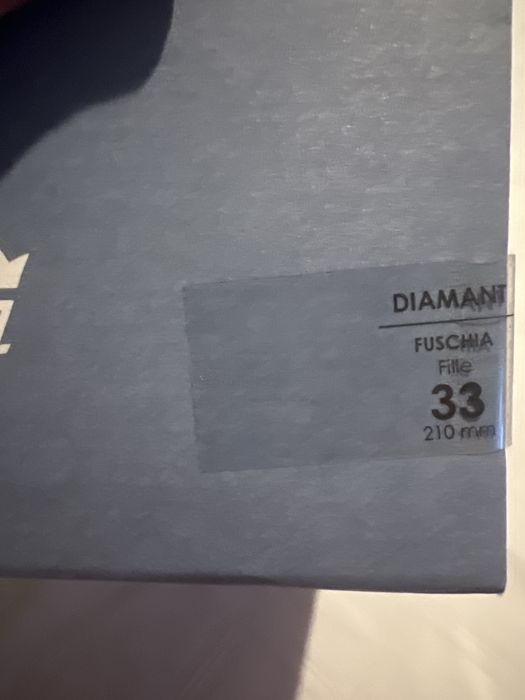 DIAMANT
FUSCHIA
Fille
33
210 mm